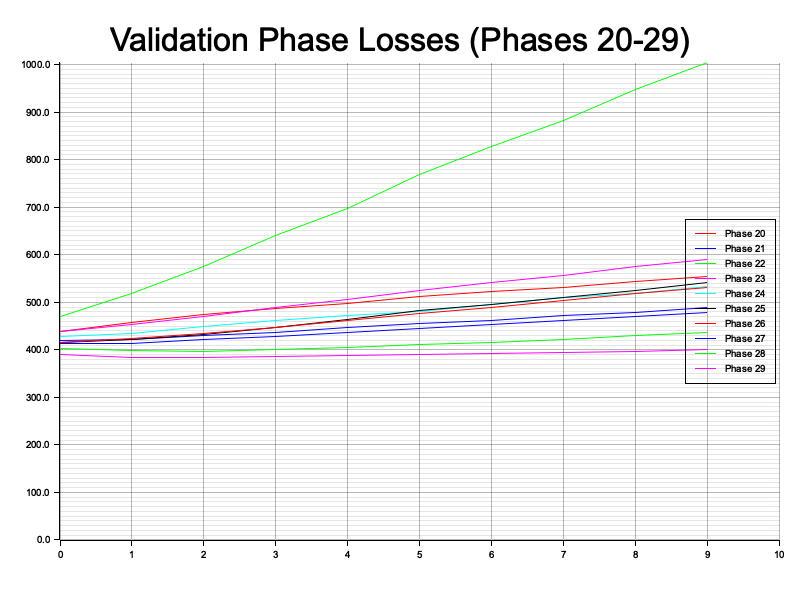 Validation Phase Losses (Phases 20-29)
1000.0
900.0
800.0
700.0
600.0
500.0
400.0
300.0
200.0
100.0
0.0
0 1 2 3 4 5 6 7 8 9 10
Phase 20
Phase 21
Phase 22
Phase 23
Phase 24
Phase 25
Phase 26
Phase 27
Phase 28
Phase 29